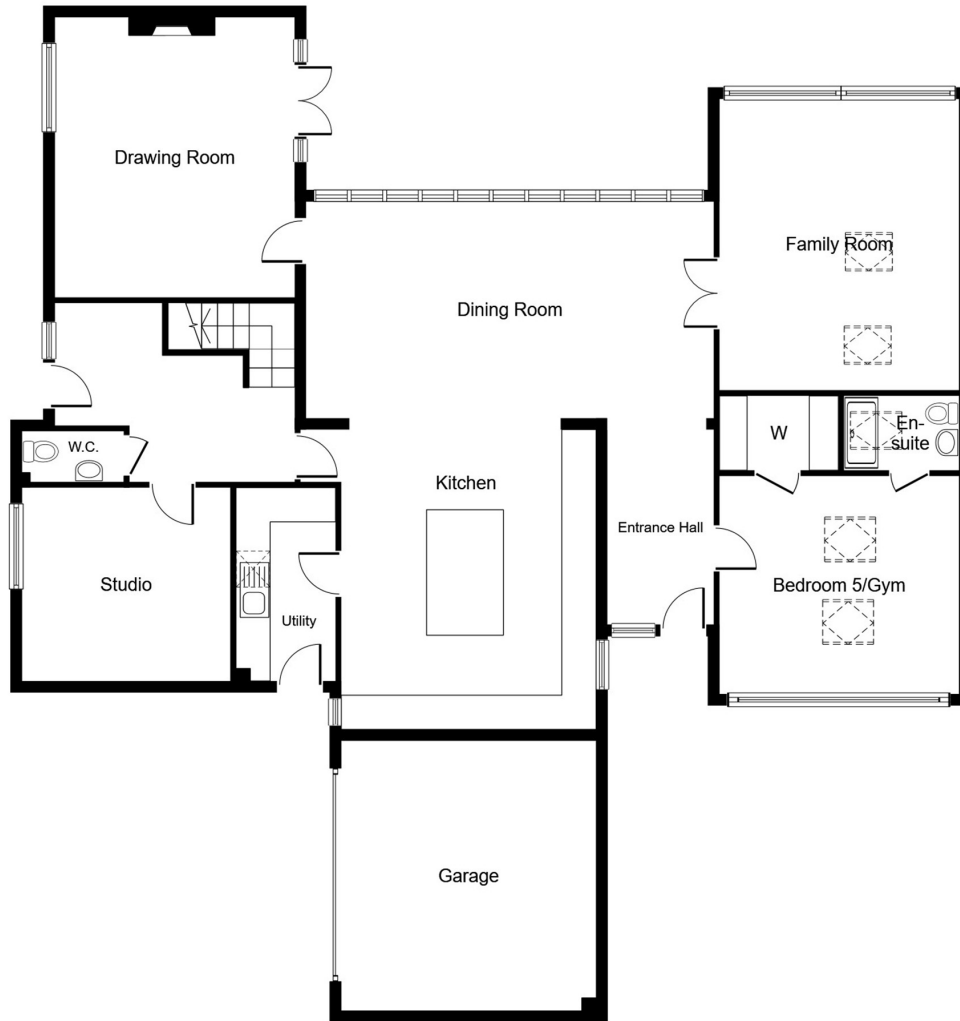 Drawing Room
Family Room
Dining Room
W.C.
W
En-
suite
Kitchen
Entrance Hall
Studio
Bedroom 5/Gym
Utility
Garage